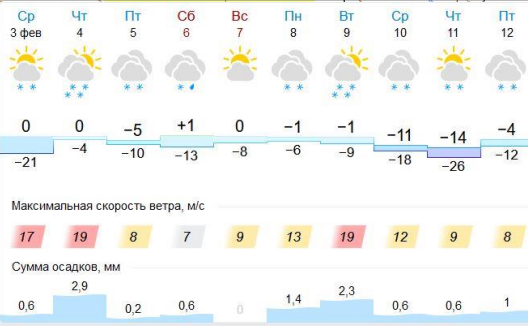 Ср Чт Пт Сб Вс Пн Вт Ср Чт Пт
3 фев 4 5 6 7 8 9 10 11 12
0 0 −5 +1 0 −1 −1 −11 −14 −4
−21 −4 −10 −13 −8 −6 −9 −18 −26 −12
Максимальная скорость ветра, м/с
17 19 8 7 9 13 19 12 9 8
Сумма осадков, мм
0,6 2,9 0,2 0,6 0 1,4 2,3 0,6 0,6 1